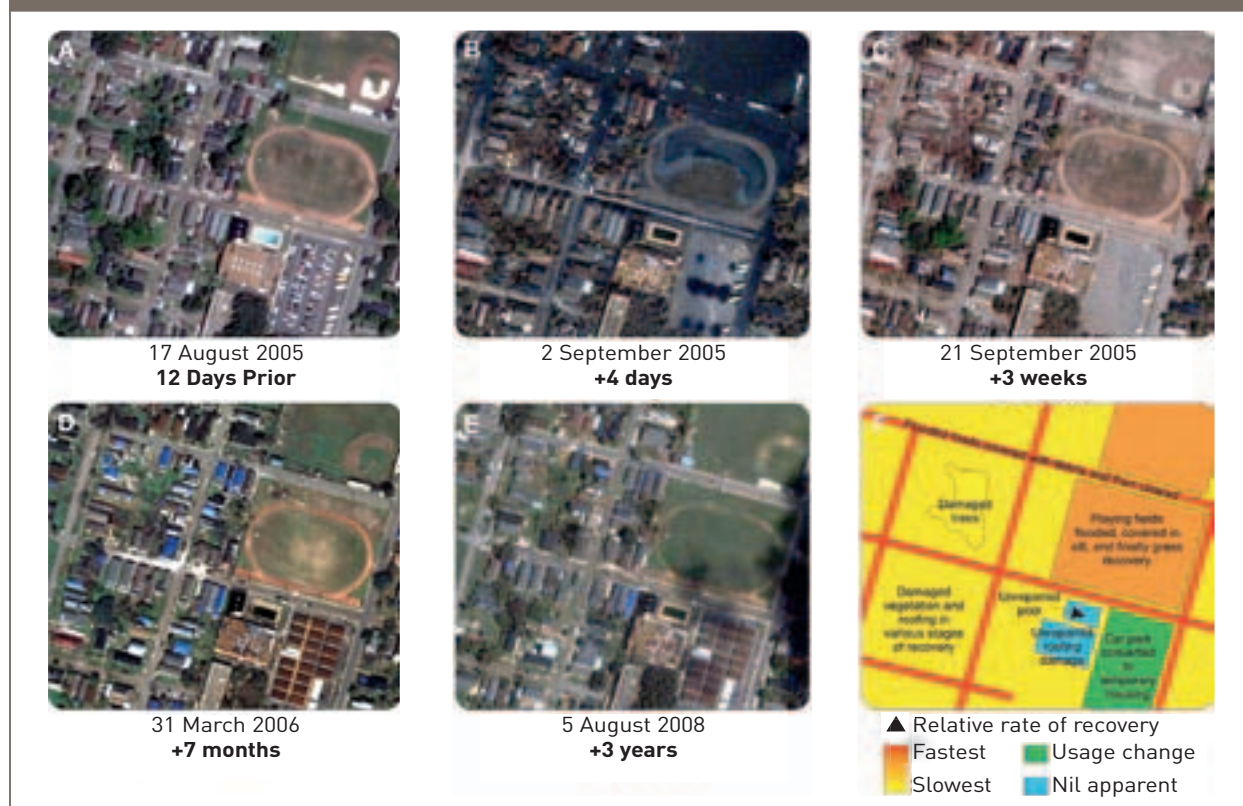 A
B
C
17 August 2005
12 Days Prior
2 September 2005
+4 days
21 September 2005
+3 weeks
D
E
F
Damaged
trees
Playing fields
flooded, covered in
silt, and finally grass
recovery
Damaged
vegetation and
roofing in
various stages
of recovery
Unrepaired
pool
Unrepaired
roofing
damage
Car park
converted
to
temporary
housing
31 March 2006
+7 months
5 August 2008
+3 years
▲ Relative rate of recovery
Fastest
Usage change
Slowest
Nil apparent